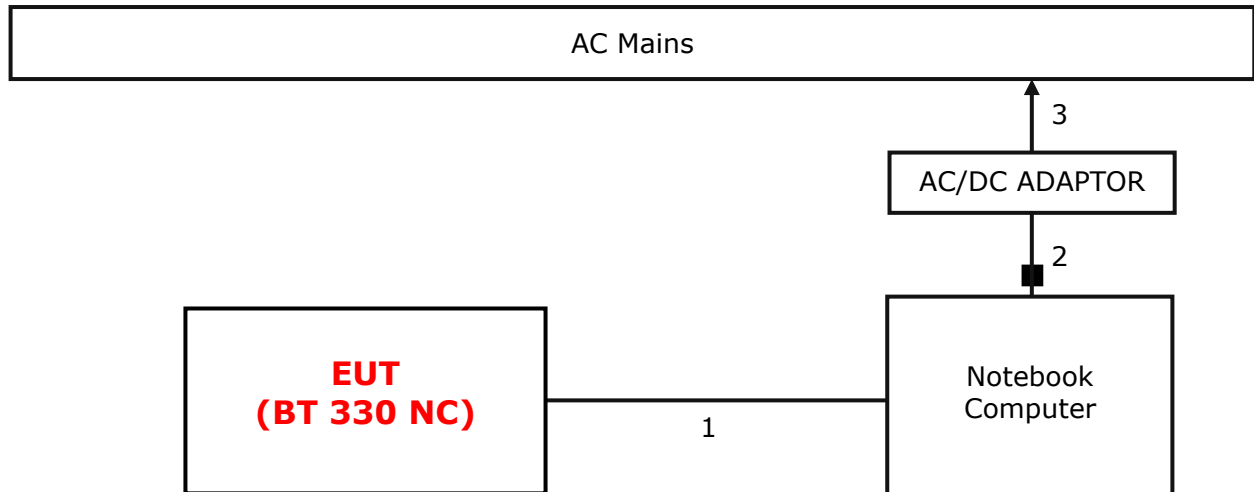 AC Mains
3
AC/DC ADAPTOR
2
EUT
(BT 330 NC)
Notebook
Computer
1